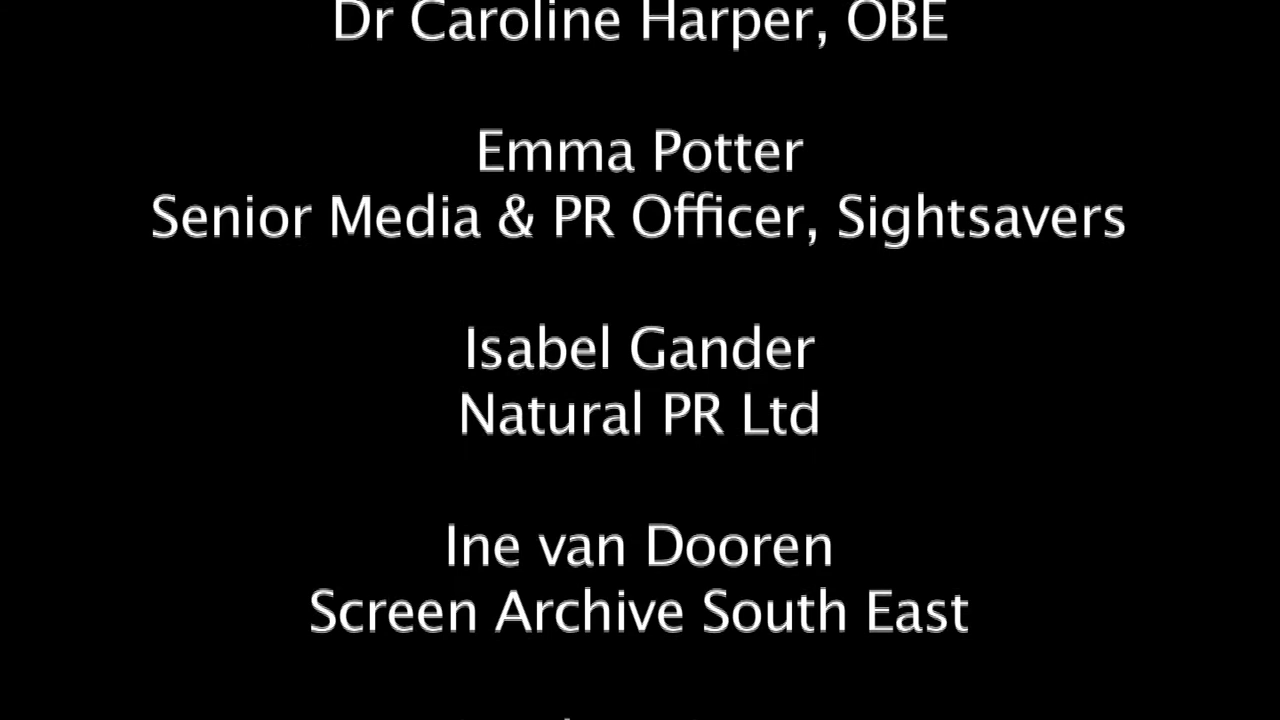 Dr Caroline Harper, OBE
Emma Potter
Senior Media & PR Officer, Sightsavers
Isabel Gander
Natural PR Ltd
Ine van Dooren
Screen Archive South East